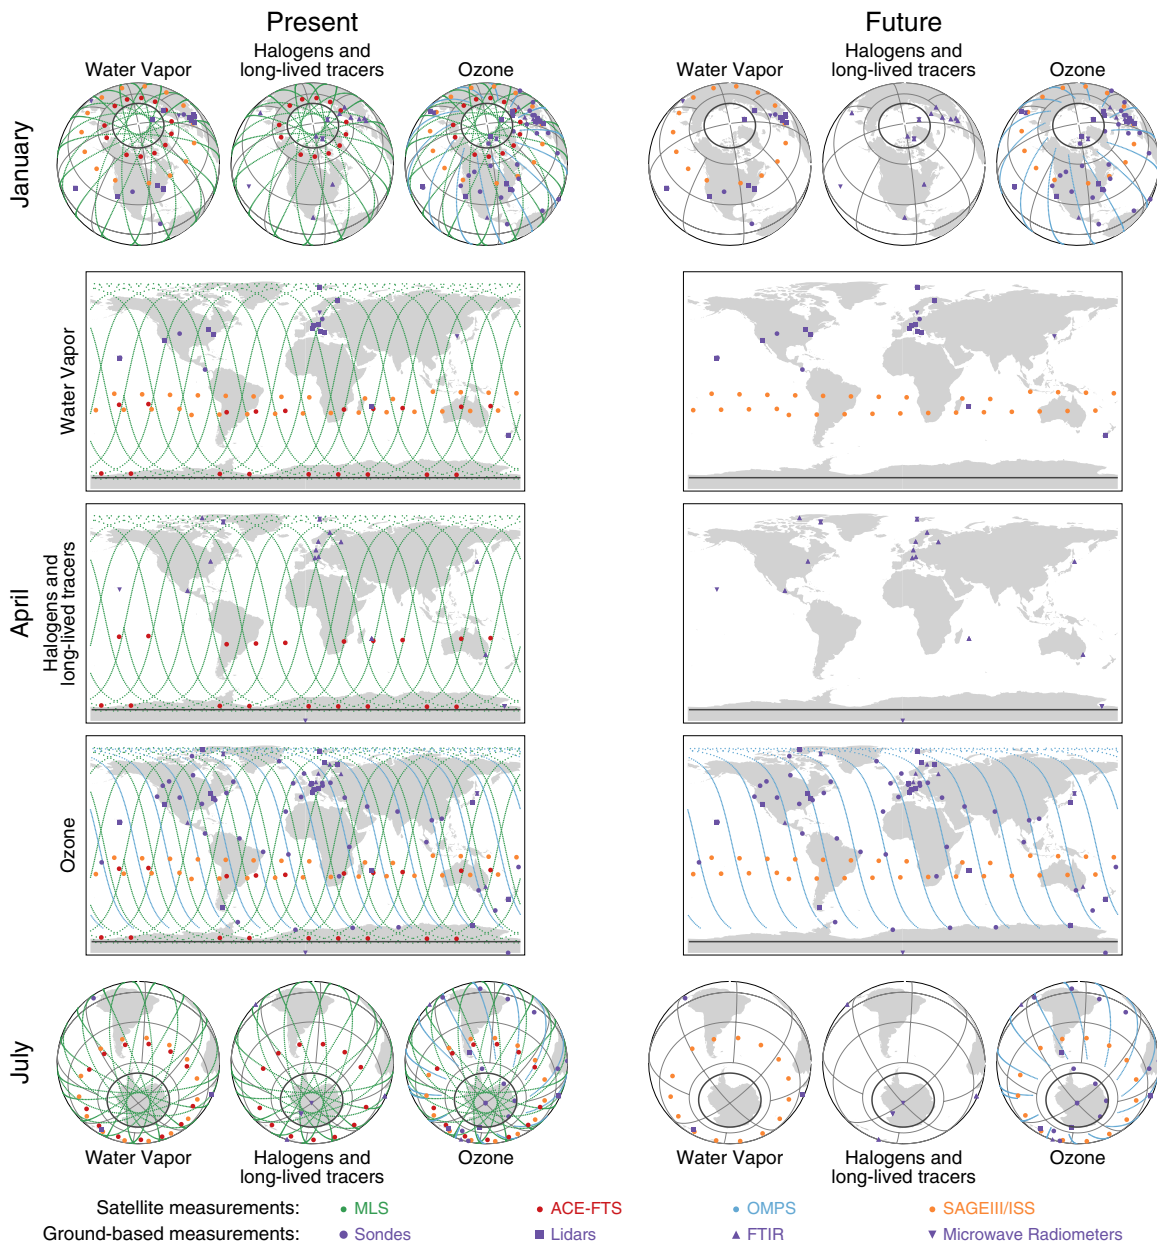 Present
Future
Water Vapor
Halogens and
long-lived tracers
Ozone
Water Vapor
Halogens and
long-lived tracers
Ozone
January
April
Water Vapor
Halogens and
long-lived tracers
Ozone
July
Water Vapor
Halogens and
long-lived tracers
Ozone
Water Vapor
Halogens and
long-lived tracers
Ozone
Satellite measurements: MLS ACE-FTS OMPS SAGEIII/ISS
Ground-based measurements: Sondes Lidars FTIR Microwave Radiometers